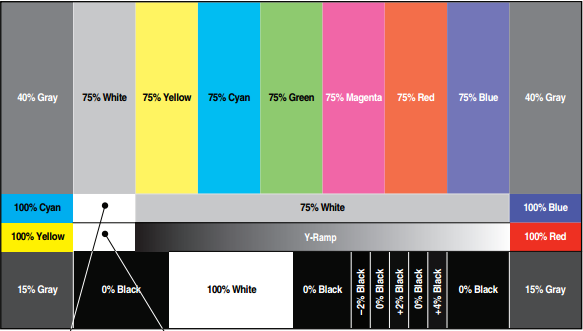 40% Gray
75% White
75% Yellow
75% Cyan
75% Green
75% Magenta
75% Red
75% Blue
40% Gray
100% Cyan
75% White
100% Blue
100% Yellow
Y-Ramp
100% Red
15% Gray
0% Black
100% White
0% Black
–2% Black
0% Black
+2% Black
0% Black
+4% Black
0% Black
15% Gray